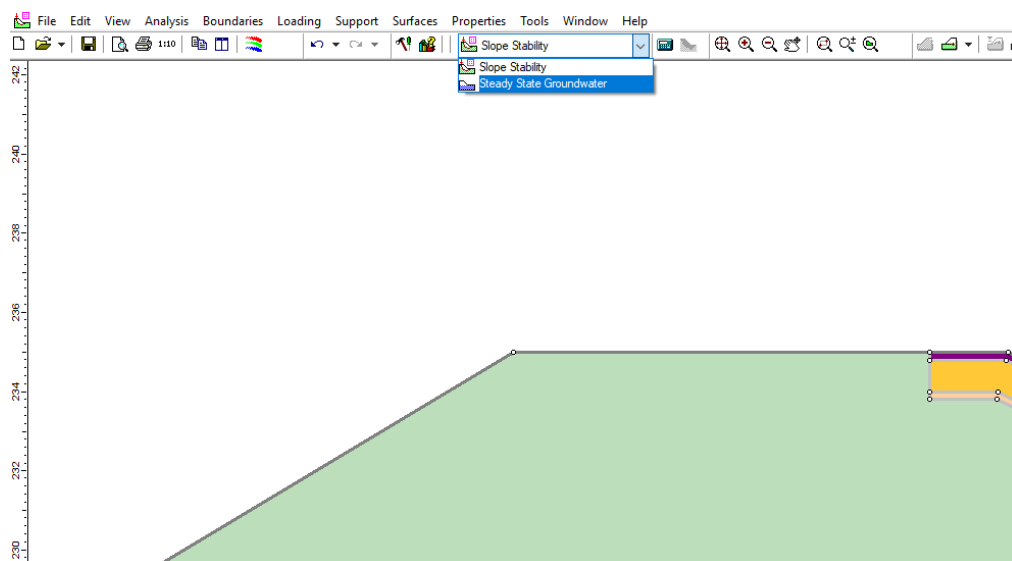 File Edit View Analysis Boundaries Loading Support Surfaces Properties Tools Window Help
1:10 Slope Stability
Slope Stability
Steady State Groundwater
242
240
238
236
234
232
230